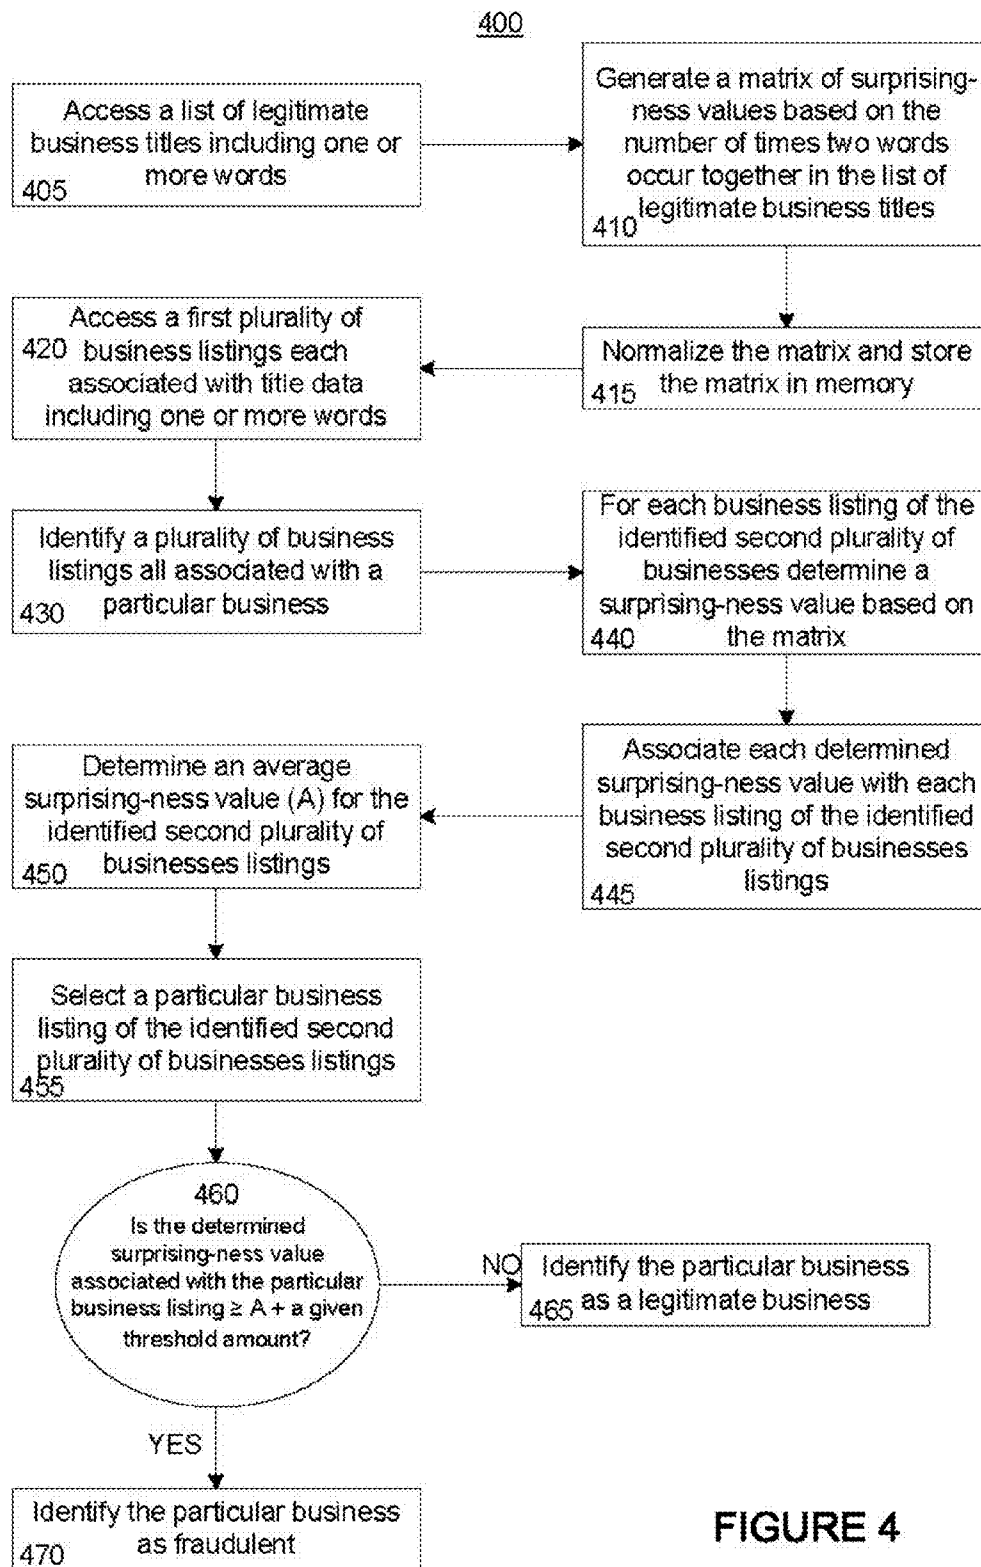 400
Access a list of legitimate
business titles including one or
more words
405
Generate a matrix of surprising-
ness values based on the
number of times two words
occur together in the list of
legitimate business titles
410
Normalize the matrix and store
the matrix in memory
415
Access a first plurality of
420 business listings each
associated with title data
including one or more words
Identify a plurality of business
listings all associated with a
particular business
430
For each business listing of the
identified second plurality of
businesses determine a
surprising-ness value based on
the matrix
440
Associate each determined
surprising-ness value with each
business listing of the identified
second plurality of businesses
listings
445
Determine an average
surprising-ness value (A) for the
identified second plurality of
businesses listings
450
Select a particular business
listing of the identified second
plurality of businesses listings
455
460
Is the determined
surprising-ness value
associated with the particular
business listing ≥ A + a given
threshold amount?
NO
Identify the particular business
as a legitimate business
465
YES
Identify the particular business
as fraudulent
470
FIGURE 4